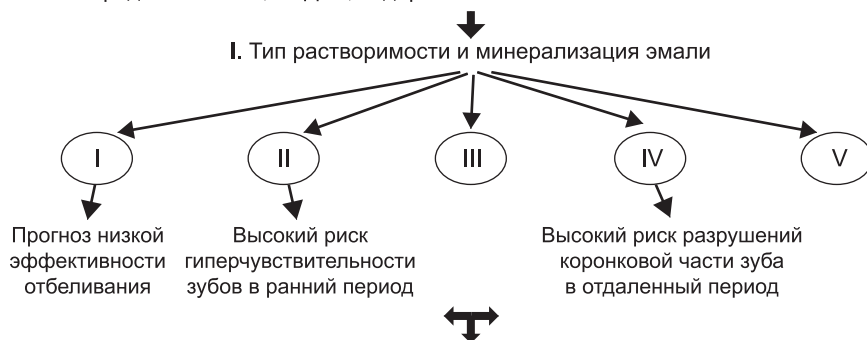 I. Тип растворимости и минерализация эмали
I II III IV V
Прогноз низкой
эффективности
отбеливания
Высокий риск
гиперчувствительности
зубов в ранний период
Высокий риск разрушений
коронковой части зуба
в отдаленный период